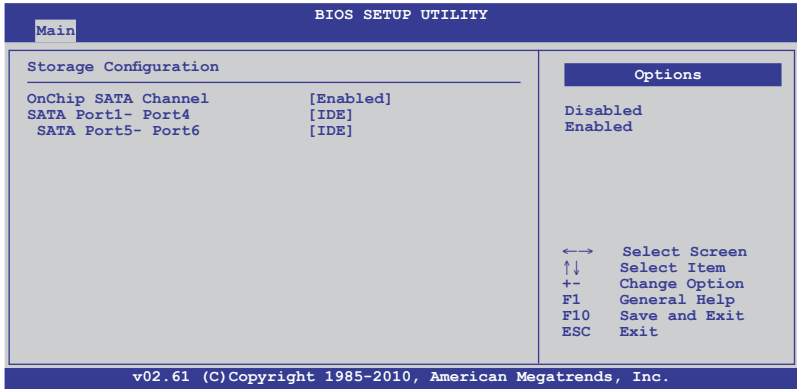 BIOS SETUP UTILITY
Main
Storage Configuration
OnChip SATA Channel [Enabled]
SATA Port1- Port4 [IDE]
SATA Port5- Port6 [IDE]
Options
Disabled
Enabled
←→ Select Screen
↑↓ Select Item
+- Change Option
F1 General Help
F10 Save and Exit
ESC Exit
v02.61 (C)Copyright 1985-2010, American Megatrends, Inc.